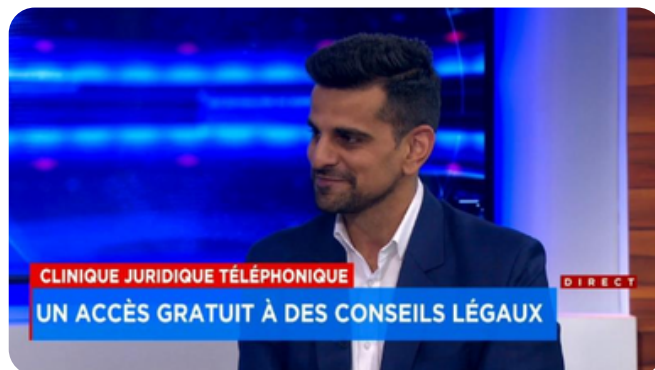 CLINIQUE JURIDIQUE TÉLÉPHONIQUE
DIRECT
UN ACCÈS GRATUIT À DES CONSEILS LÉGAUX